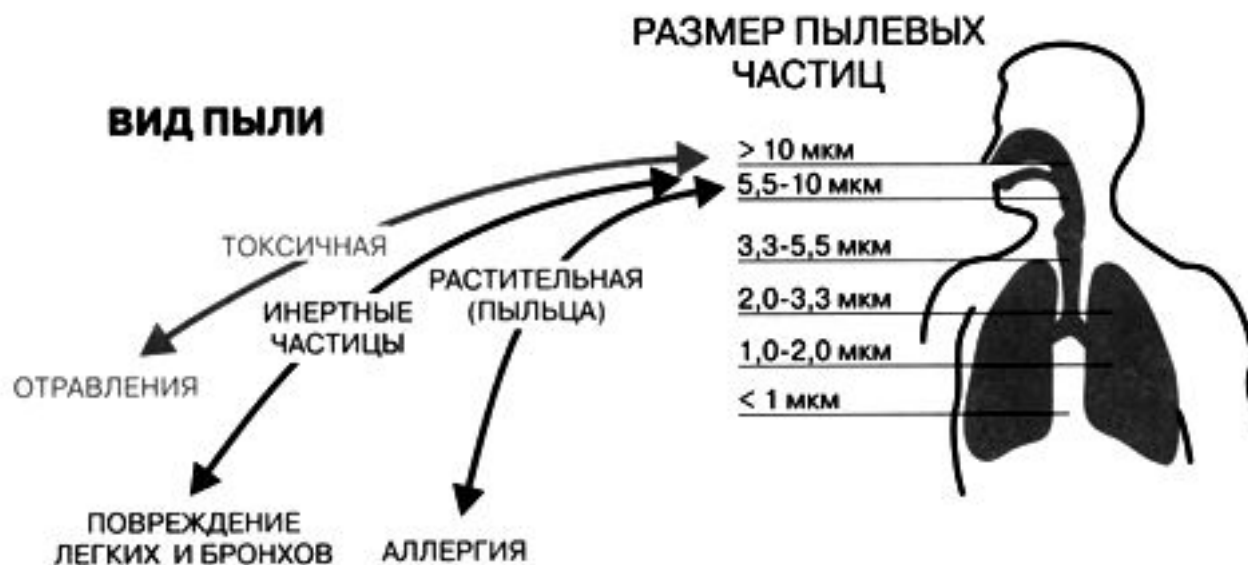 РАЗМЕР ПЫЛЕВЫХ
ЧАСТИЦ
ВИД ПЫЛИ
> 10 мкм
5,5-10 мкм
3,3-5,5 мкм
2,0-3,3 мкм
1,0-2,0 мкм
< 1 мкм
ТОКСИЧНАЯ
ИНЕРТНЫЕ
ЧАСТИЦЫ
РАСТИТЕЛЬНАЯ
(ПЫЛЬЦА)
ОТРАВЛЕНИЯ
ПОВРЕЖДЕНИЕ
ЛЕГКИХ И БРОНХОВ
АЛЛЕРГИЯ